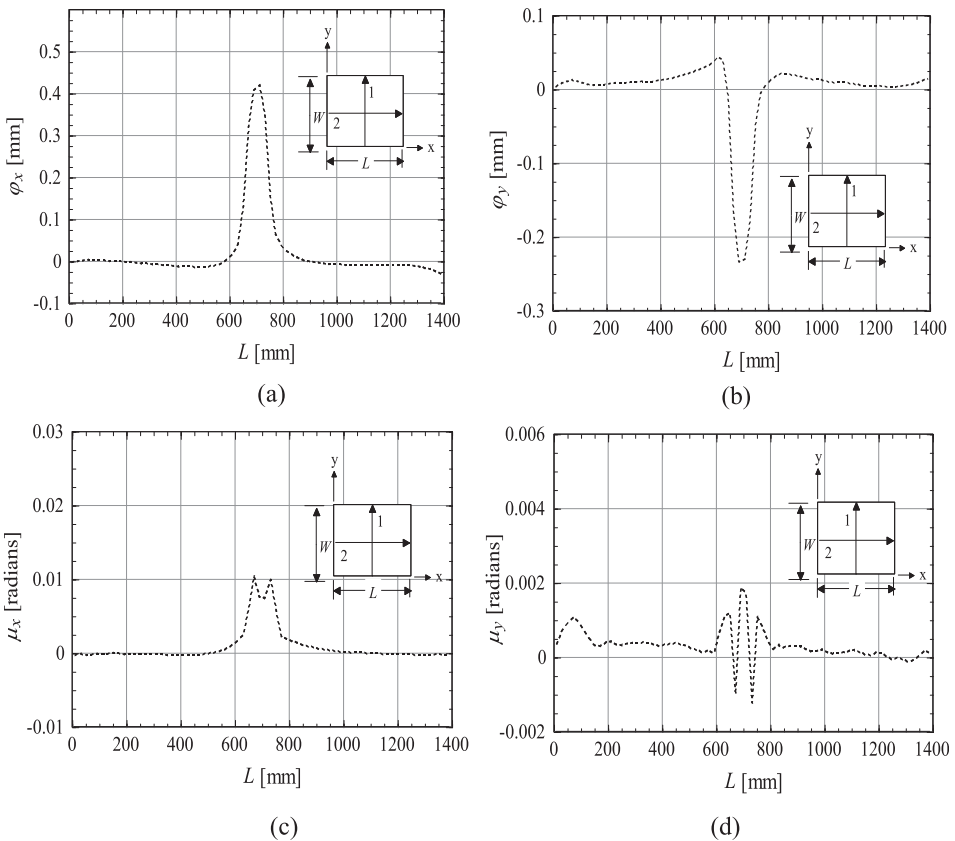 0.5
0.4
0.3
0.2
0.1
0
-0.1
φx [mm]
0 200 400 600 800 1000 1200 1400
L [mm]
y
1
W
2
x
L
(a)
0.1
0
-0.1
-0.2
-0.3
φy [mm]
0 200 400 600 800 1000 1200 1400
L [mm]
y
1
W
2
x
L
(b)
0.03
0.02
0.01
0
-0.01
μx [radians]
0 200 400 600 800 1000 1200 1400
L [mm]
y
1
W
2
x
L
(c)
0.006
0.004
0.002
0
-0.002
μy [radians]
0 200 400 600 800 1000 1200 1400
L [mm]
y
1
W
2
x
L
(d)